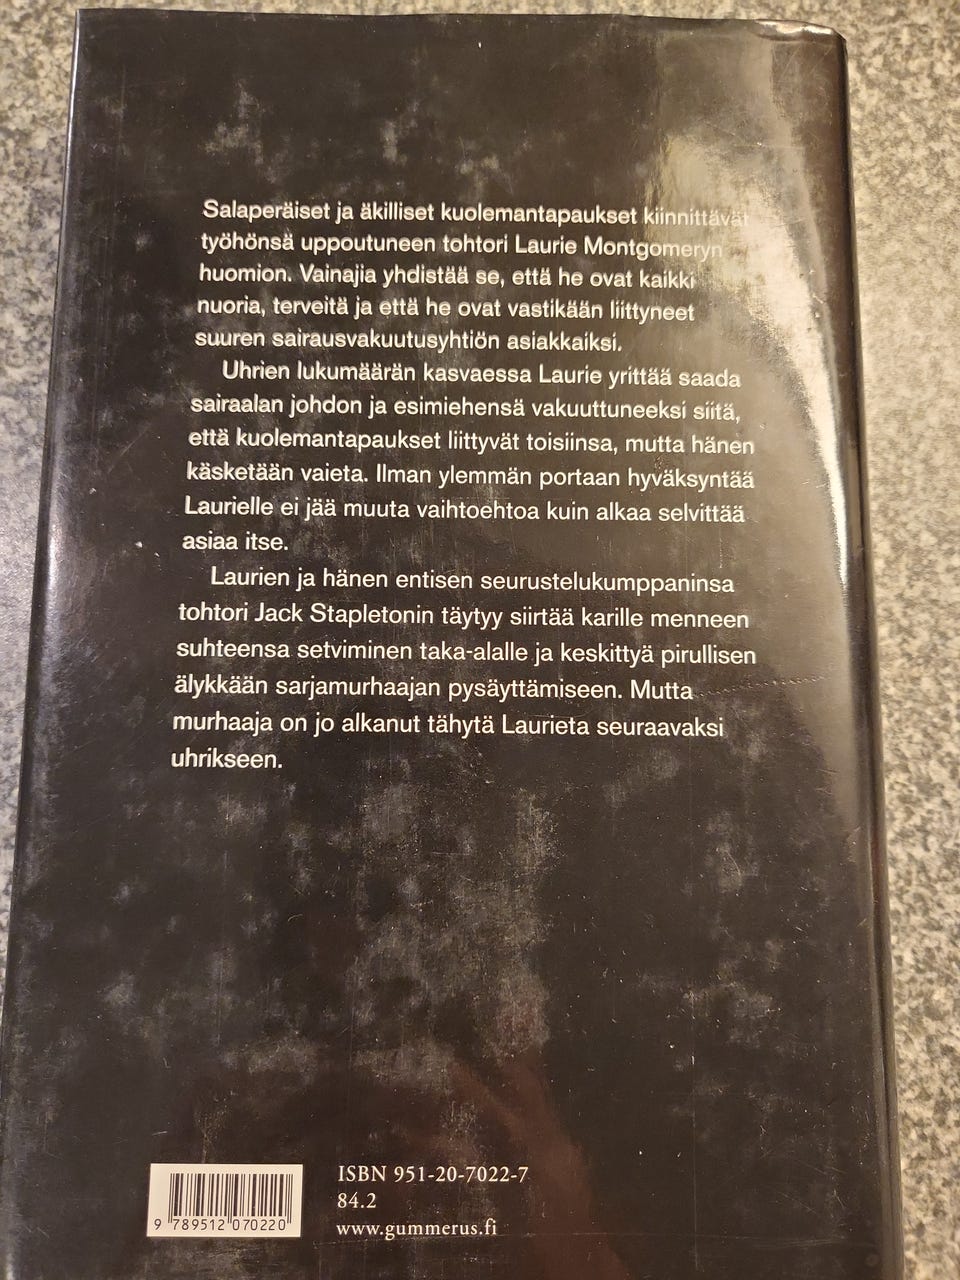 Salaperäiset ja äkilliset kuolemantapaukset kiinnittävät
työhönsä uppoutuneen tohtori Laurie Montgomeryn
huomion. Vainajia yhdistää se, että he ovat kaikki
nuoria, terveitä ja että he ovat vastikään liittyneet
suuren sairausvakuutusyhtiön asiakkaiksi.
Uhrien lukumäärän kasvaessa Laurie yrittää saada
sairaalan johdon ja esimiehensä vakuuttuneeksi siitä,
että kuolemantapaukset liittyvät toisiinsa, mutta hänen
käsketään vaieta. Ilman ylemmän portaan hyväksyntää
Laurielle ei jää muuta vaihtoehtoa kuin alkaa selvittää
asiaa itse.
Laurien ja hänen entisen seurustelukumppaninsa
tohtori Jack Stapletonin täytyy siirtää karille menneen
suhteensa setviminen taka-alalle ja keskittyä pirullisen
älykkään sarjamurhaajan pysäyttämiseen. Mutta
murhaaja on jo alkanut tähytä Laurieta seuraavaksi
uhrikseen.
ISBN 951-20-7022-7
84.2
www.gummerus.fi
9 789512 070220